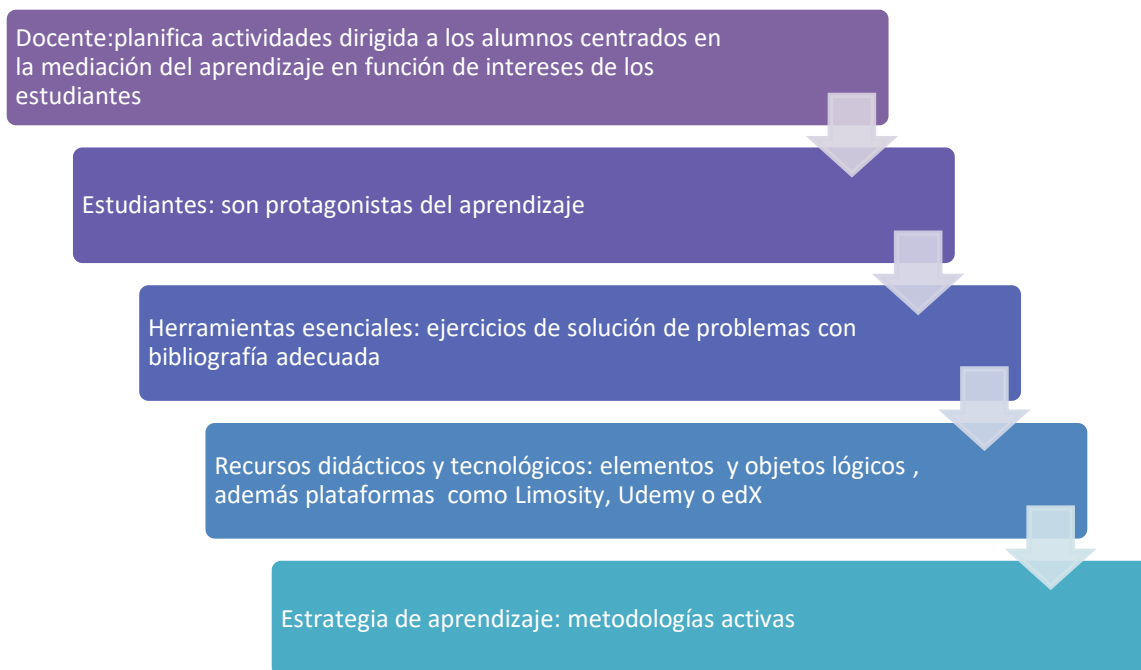 Docente:planifica actividades dirigida a los alumnos centrados en
la mediación del aprendizaje en función de intereses de los
estudiantes
Estudiantes: son protagonistas del aprendizaje
Herramientas esenciales: ejercicios de solución de problemas con
bibliografía adecuada
Recursos didácticos y tecnológicos: elementos y objetos lógicos ,
además plataformas como Limosity, Udemy o edX
Estrategia de aprendizaje: metodologías activas